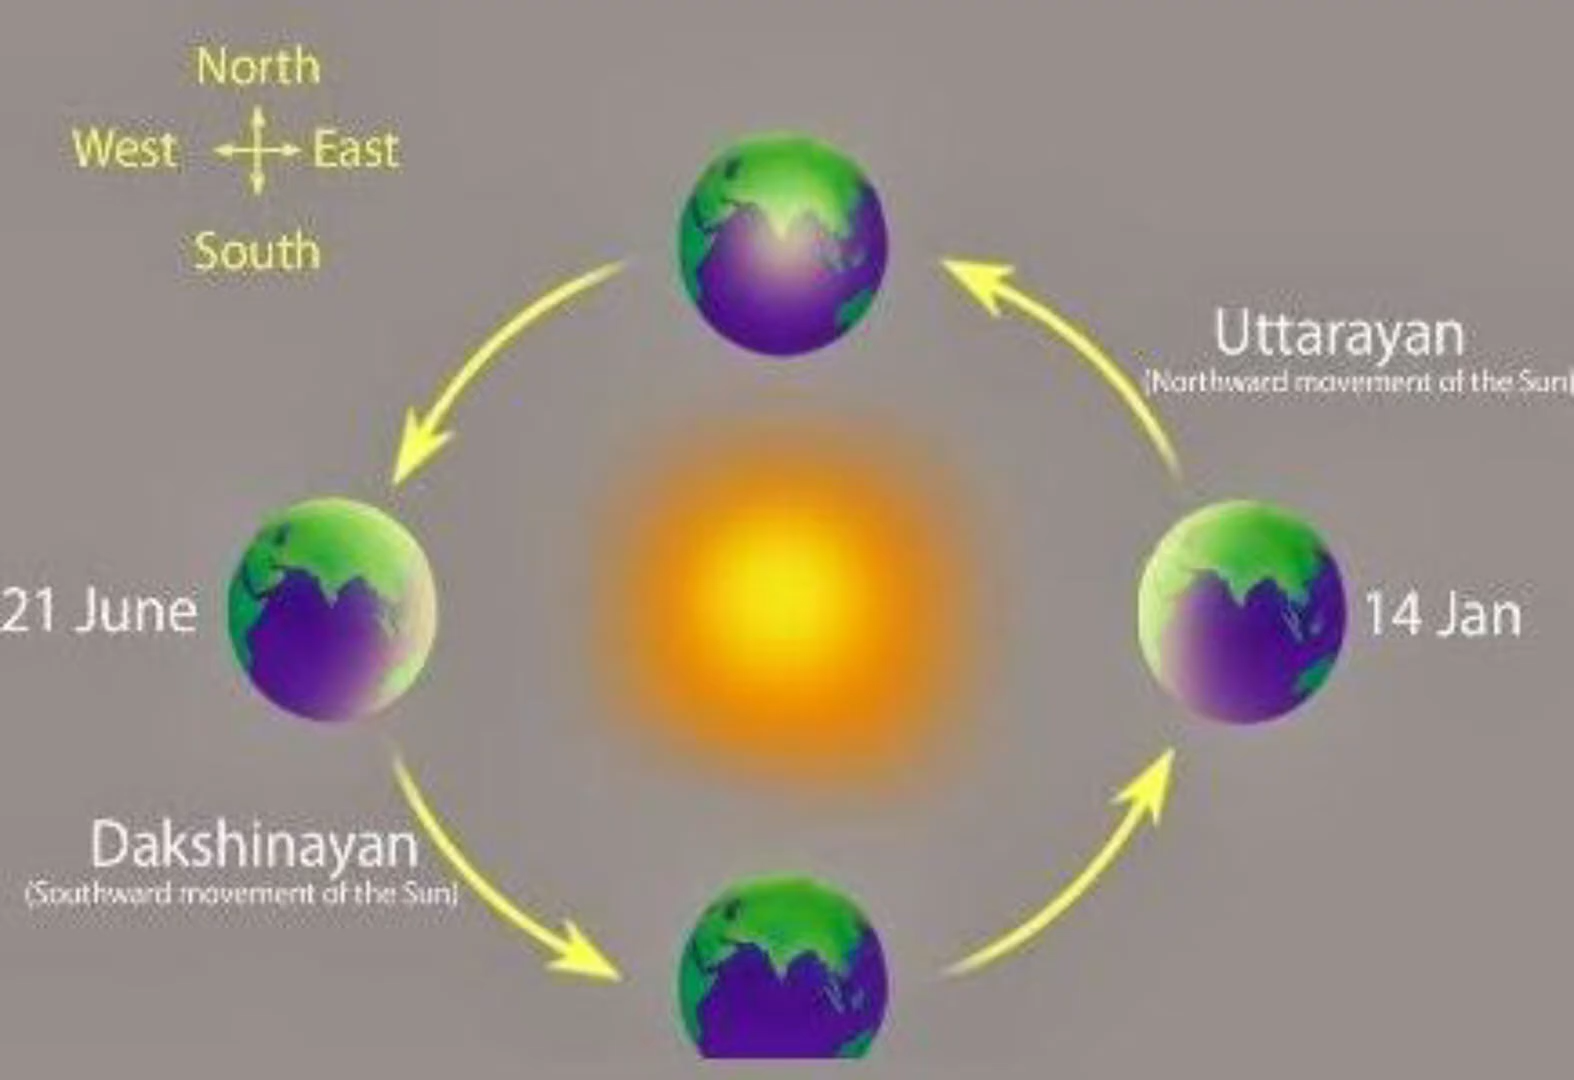 North
West East
South
Uttarayan
(Northward movement of the Sun)
21 June
14 Jan
Dakshinayan
(Southward movement of the Sun)